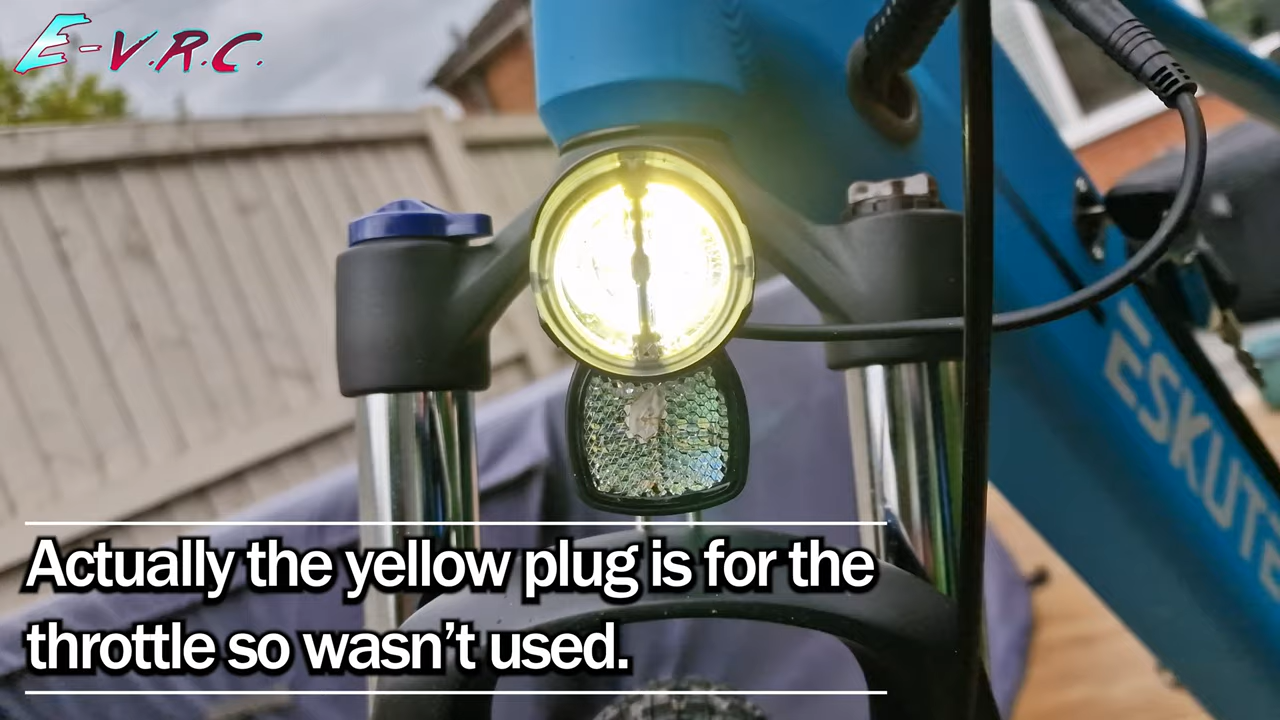 E-V.R.C.
ESKUTE
Actually the yellow plug is for the
throttle so wasn't used.